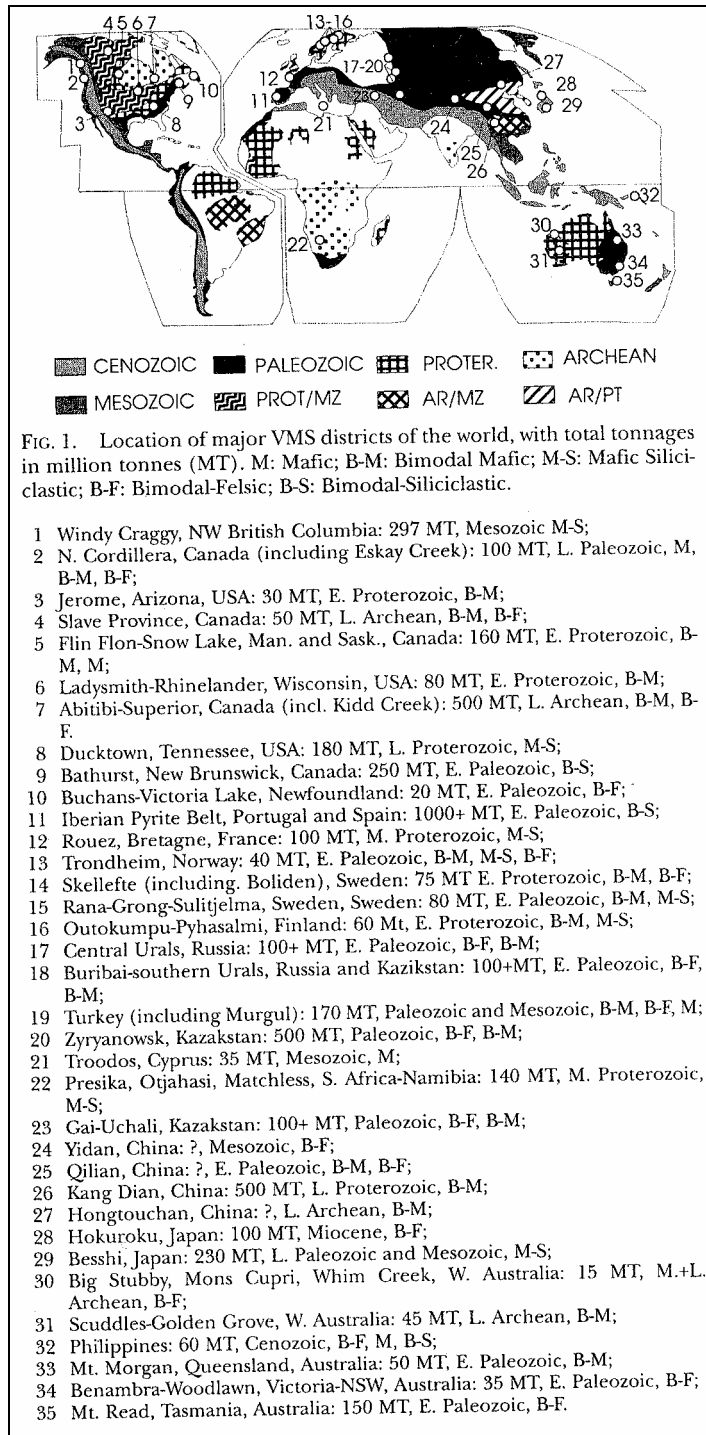 4 5 6 7
13-16
1
2
3
8
9
10
11
12
17-20
21
22
23
24
25
26
27
28
29
30
31
32
33
34
35
CENOZOIC PALEOZOIC PROTER. ARCHEAN
MESOZOIC PROT/MZ AR/MZ AR/PT
FIG. 1. Location of major VMS districts of the world, with total tonnages
in million tonnes (MT). M: Mafic; B-M: Bimodal Mafic; M-S: Mafic Silici-
clastic; B-F: Bimodal-Felsic; B-S: Bimodal-Siliciclastic.
1 Windy Craggy, NW British Columbia: 297 MT, Mesozoic M-S;
2 N. Cordillera, Canada (including Eskay Creek): 100 MT, L. Paleozoic, M,
B-M, B-F;
3 Jerome, Arizona, USA: 30 MT, E. Proterozoic, B-M;
4 Slave Province, Canada: 50 MT, L. Archean, B-M, B-F;
5 Flin Flon-Snow Lake, Man. and Sask., Canada: 160 MT, E. Proterozoic, B-
M, M;
6 Ladysmith-Rhinelander, Wisconsin, USA: 80 MT, E. Proterozoic, B-M;
7 Abitibi-Superior, Canada (incl. Kidd Creek): 500 MT, L. Archean, B-M, B-
F.
8 Ducktown, Tennessee, USA: 180 MT, L. Proterozoic, M-S;
9 Bathurst, New Brunswick, Canada: 250 MT, E. Paleozoic, B-S;
10 Buchans-Victoria Lake, Newfoundland: 20 MT, E. Paleozoic, B-F;
11 Iberian Pyrite Belt, Portugal and Spain: 1000+ MT, E. Paleozoic, B-S;
12 Rouez, Bretagne, France: 100 MT, M. Proterozoic, M-S;
13 Trondheim, Norway: 40 MT, E. Paleozoic, B-M, M-S, B-F;
14 Skellefte (including. Boliden), Sweden: 75 MT E. Proterozoic, B-M, B-F;
15 Rana-Grong-Sulitjelma, Sweden, Sweden: 80 MT, E. Paleozoic, B-M, M-S;
16 Outokumpu-Pyhasalmi, Finland: 60 Mt, E. Proterozoic, B-M, M-S;
17 Central Urals, Russia: 100+ MT, E. Paleozoic, B-F, B-M;
18 Buribai-southern Urals, Russia and Kazikstan: 100+MT, E. Paleozoic, B-F,
B-M;
19 Turkey (including Murgul): 170 MT, Paleozoic and Mesozoic, B-M, B-F, M;
20 Zyryanowsk, Kazakstan: 500 MT, Paleozoic, B-F, B-M;
21 Troodos, Cyprus: 35 MT, Mesozoic, M;
22 Presika, Otjahasi, Matchless, S. Africa-Namibia: 140 MT, M. Proterozoic,
M-S;
23 Gai-Uchali, Kazakstan: 100+ MT, Paleozoic, B-F, B-M;
24 Yidan, China: ?, Mesozoic, B-F;
25 Qilian, China: ?, E. Paleozoic, B-M, B-F;
26 Kang Dian, China: 500 MT, L. Proterozoic, B-M;
27 Hongtouchan, China: ?, L. Archean, B-M;
28 Hokuroku, Japan: 100 MT, Miocene, B-F;
29 Besshi, Japan: 230 MT, L. Paleozoic and Mesozoic, M-S;
30 Big Stubby, Mons Cupri, Whim Creek, W. Australia: 15 MT, M.+L.
Archean, B-F;
31 Scuddles-Golden Grove, W. Australia: 45 MT, L. Archean, B-M;
32 Philippines: 60 MT, Cenozoic, B-F, M, B-S;
33 Mt. Morgan, Queensland, Australia: 50 MT, E. Paleozoic, B-M;
34 Benambra-Woodlawn, Victoria-NSW, Australia: 35 MT, E. Paleozoic, B-F;
35 Mt. Read, Tasmania, Australia: 150 MT, E. Paleozoic, B-F.